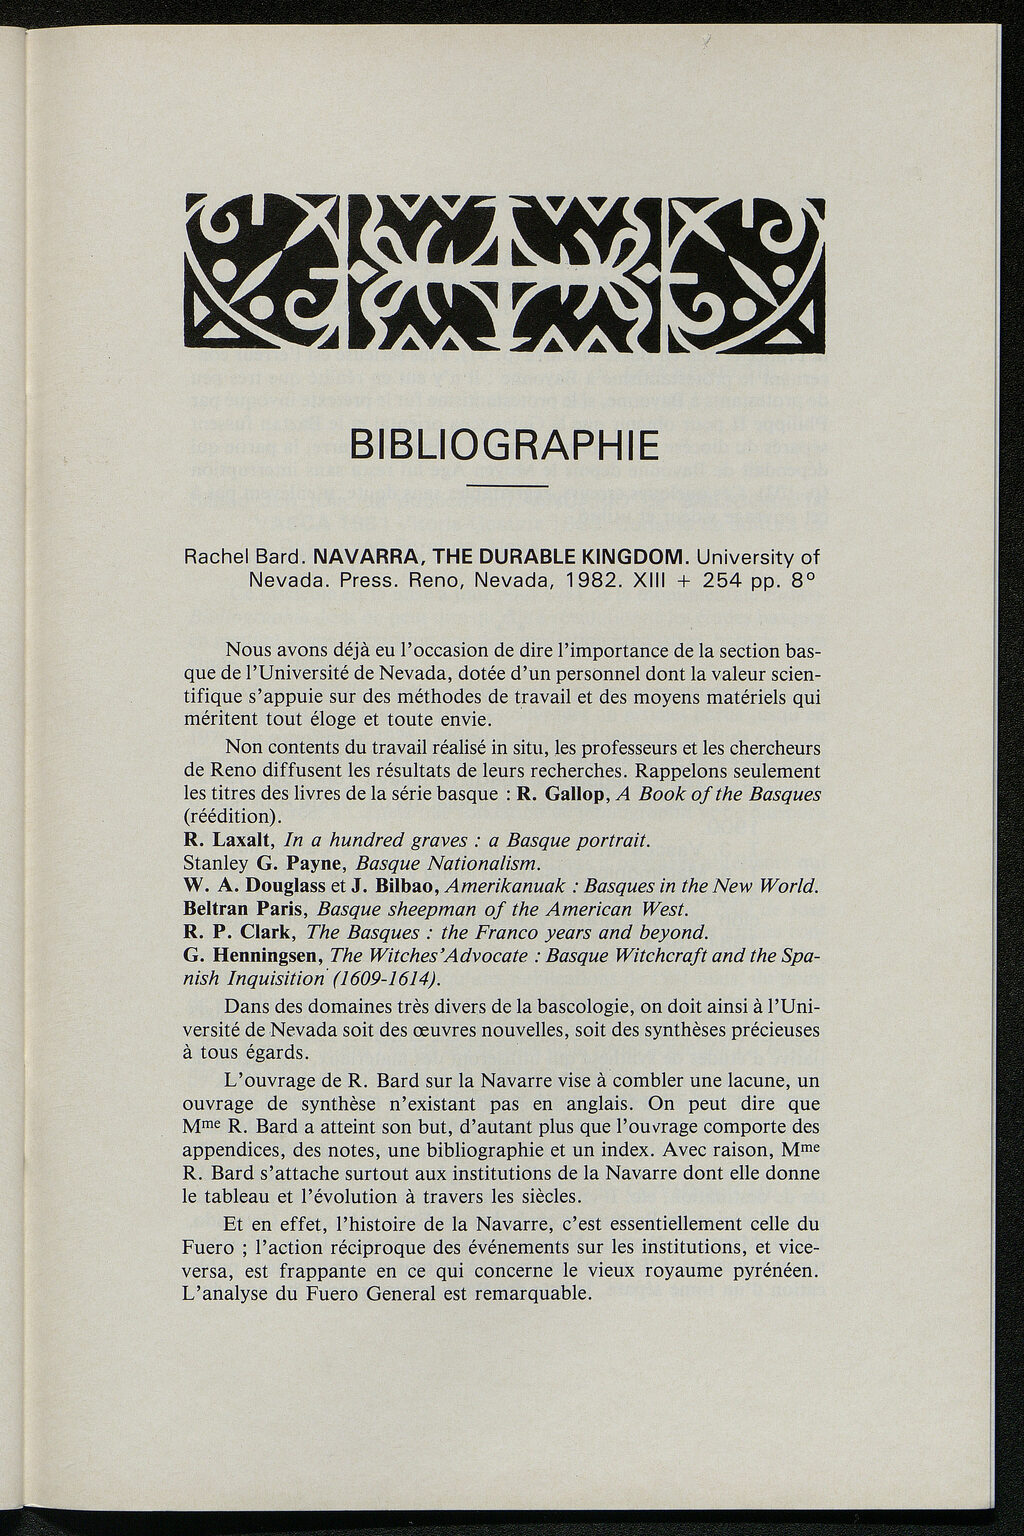 BIBLIOGRAPHIE
Rachel Bard. NAVARRA, THE DURABLE KINGDOM. University of
Nevada. Press. Reno, Nevada, 1982. XIII + 254 pp. 8°
Nous avons déjà eu l'occasion de dire l'importance de la section bas-
que de l'Université de Nevada, dotée d'un personnel dont la valeur scien-
tifique s'appuie sur des méthodes de travail et des moyens matériels qui
méritent tout éloge et toute envie.
Non contents du travail réalisé in situ, les professeurs et les chercheurs
de Reno diffusent les résultats de leurs recherches. Rappelons seulement
les titres des livres de la série basque : R. Gallop, A Book of the Basques
(réédition).
R. Laxalt, In a hundred graves : a Basque portrait.
Stanley G. Payne, Basque Nationalism.
W. A. Douglass et J. Bilbao, Amerikanuak : Basques in the New World.
Beltran Paris, Basque sheepman of the American West.
R. P. Clark, The Basques : the Franco years and beyond.
G. Henningsen, The Witches'Advocate : Basque Witchcraft and the Spa-
nish Inquisition (1609-1614).
Dans des domaines très divers de la bascologie, on doit ainsi à l'Uni-
versité de Nevada soit des œuvres nouvelles, soit des synthèses précieuses
à tous égards.
L'ouvrage de R. Bard sur la Navarre vise à combler une lacune, un
ouvrage de synthèse n'existant pas en anglais. On peut dire que
Mme R. Bard a atteint son but, d'autant plus que l'ouvrage comporte des
appendices, des notes, une bibliographie et un index. Avec raison, Mme
R. Bard s'attache surtout aux institutions de la Navarre dont elle donne
le tableau et l'évolution à travers les siècles.
Et en effet, l'histoire de la Navarre, c'est essentiellement celle du
Fuero ; l'action réciproque des événements sur les institutions, et vice-
versa, est frappante en ce qui concerne le vieux royaume pyrénéen.
L'analyse du Fuero General est remarquable.